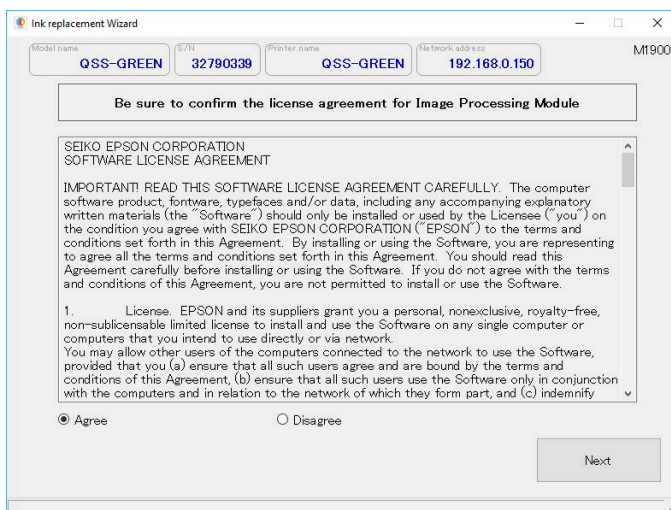 Ink replacement Wizard
Model name
QSS-GREEN
S/N
32790339
Printer name
QSS-GREEN
Network address
192.168.0.150
M1900
Be sure to confirm the license agreement for Image Processing Module
SEIKO EPSON CORPORATION
SOFTWARE LICENSE AGREEMENT
IMPORTANT! READ THIS SOFTWARE LICENSE AGREEMENT CAREFULLY. The computer
software product, fontware, typefaces and/or data, including any accompanying explanatory
written materials (the "Software") should only be installed or used by the Licensee ("you") on
the condition you agree with SEIKO EPSON CORPORATION ("EPSON") to the terms and
conditions set forth in this Agreement. By installing or using the Software, you are representing
to agree all the terms and conditions set forth in this Agreement. You should read this
Agreement carefully before installing or using the Software. If you do not agree with the terms
and conditions of this Agreement, you are not permitted to install or use the Software.
1. License. EPSON and its suppliers grant you a personal, nonexclusive, royalty-free,
non-sublicensable limited license to install and use the Software on any single computer or
computers that you intend to use directly or via network.
You may allow other users of the computers connected to the network to use the Software,
provided that you (a) ensure that all such users agree and are bound by the terms and
conditions of this Agreement, (b) ensure that all such users use the Software only in conjunction
with the computers and in relation to the network of which they form part, and (c) indemnify
Agree
Disagree
Next